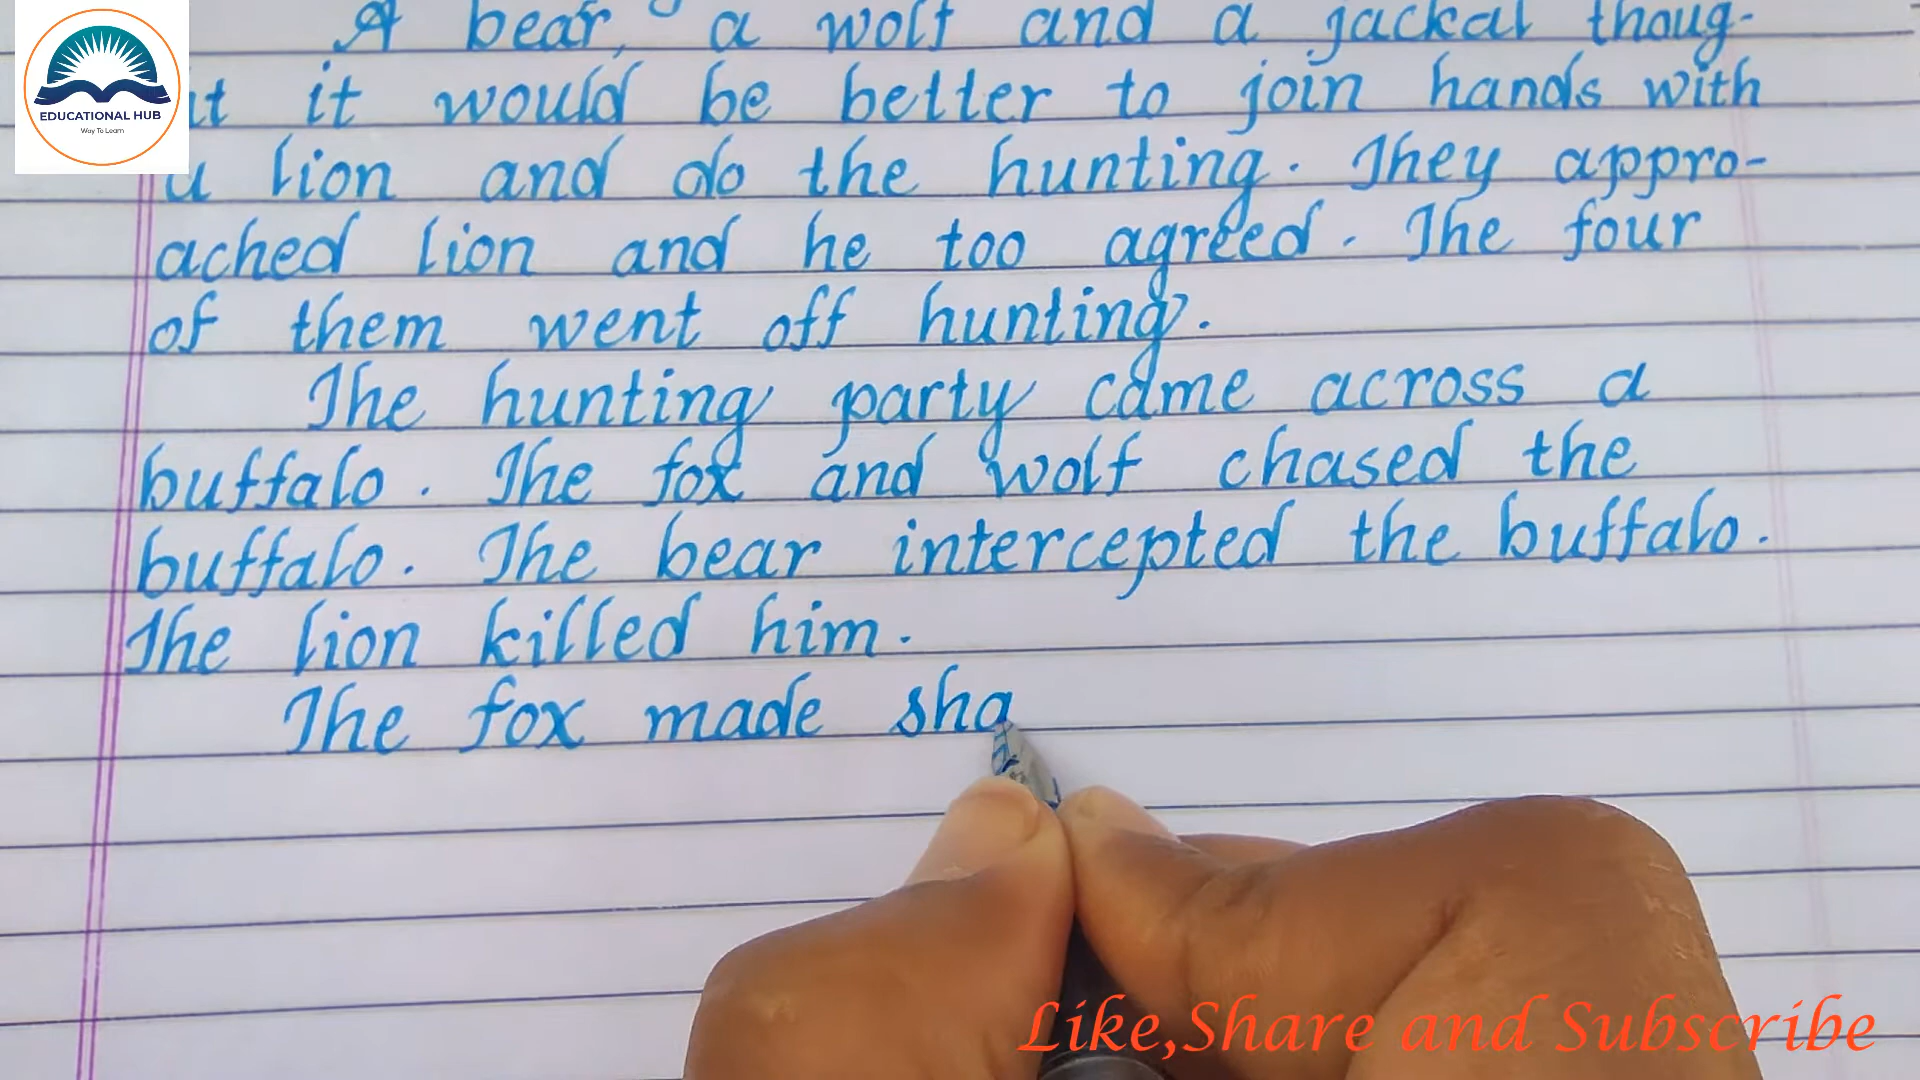 A bear, a wolf and a jackal thoug-
ht it would be better to join hands with
a lion and do the hunting. They appro-
ached lion and he too agreed. The four
of them went off hunting.
The hunting party came across a
buffalo. The fox and wolf chased the
buffalo. The bear intercepted the buffalo.
The lion killed him.
The fox made sha
EDUCATIONAL HUB
Way To Learn
Like,Share and Subscribe